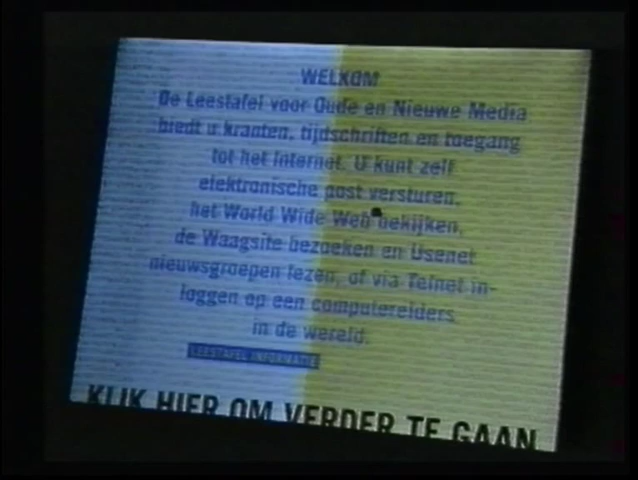 WELKOM
De Leestafel voor Oude en Nieuwe Media
biedt u kranten, tijdschriften en toegang
tot het Internet. U kunt zelf
elektronische post versturen,
het World Wide Web bekijken,
de Waagsite bezoeken en Usenet
nieuwsgroepen lezen, of via Telnet in-
loggen op een computerelders
in de wereld.
LEESTAFEL INFORMATIE
KLIK HIER OM VERDER TE GAAN